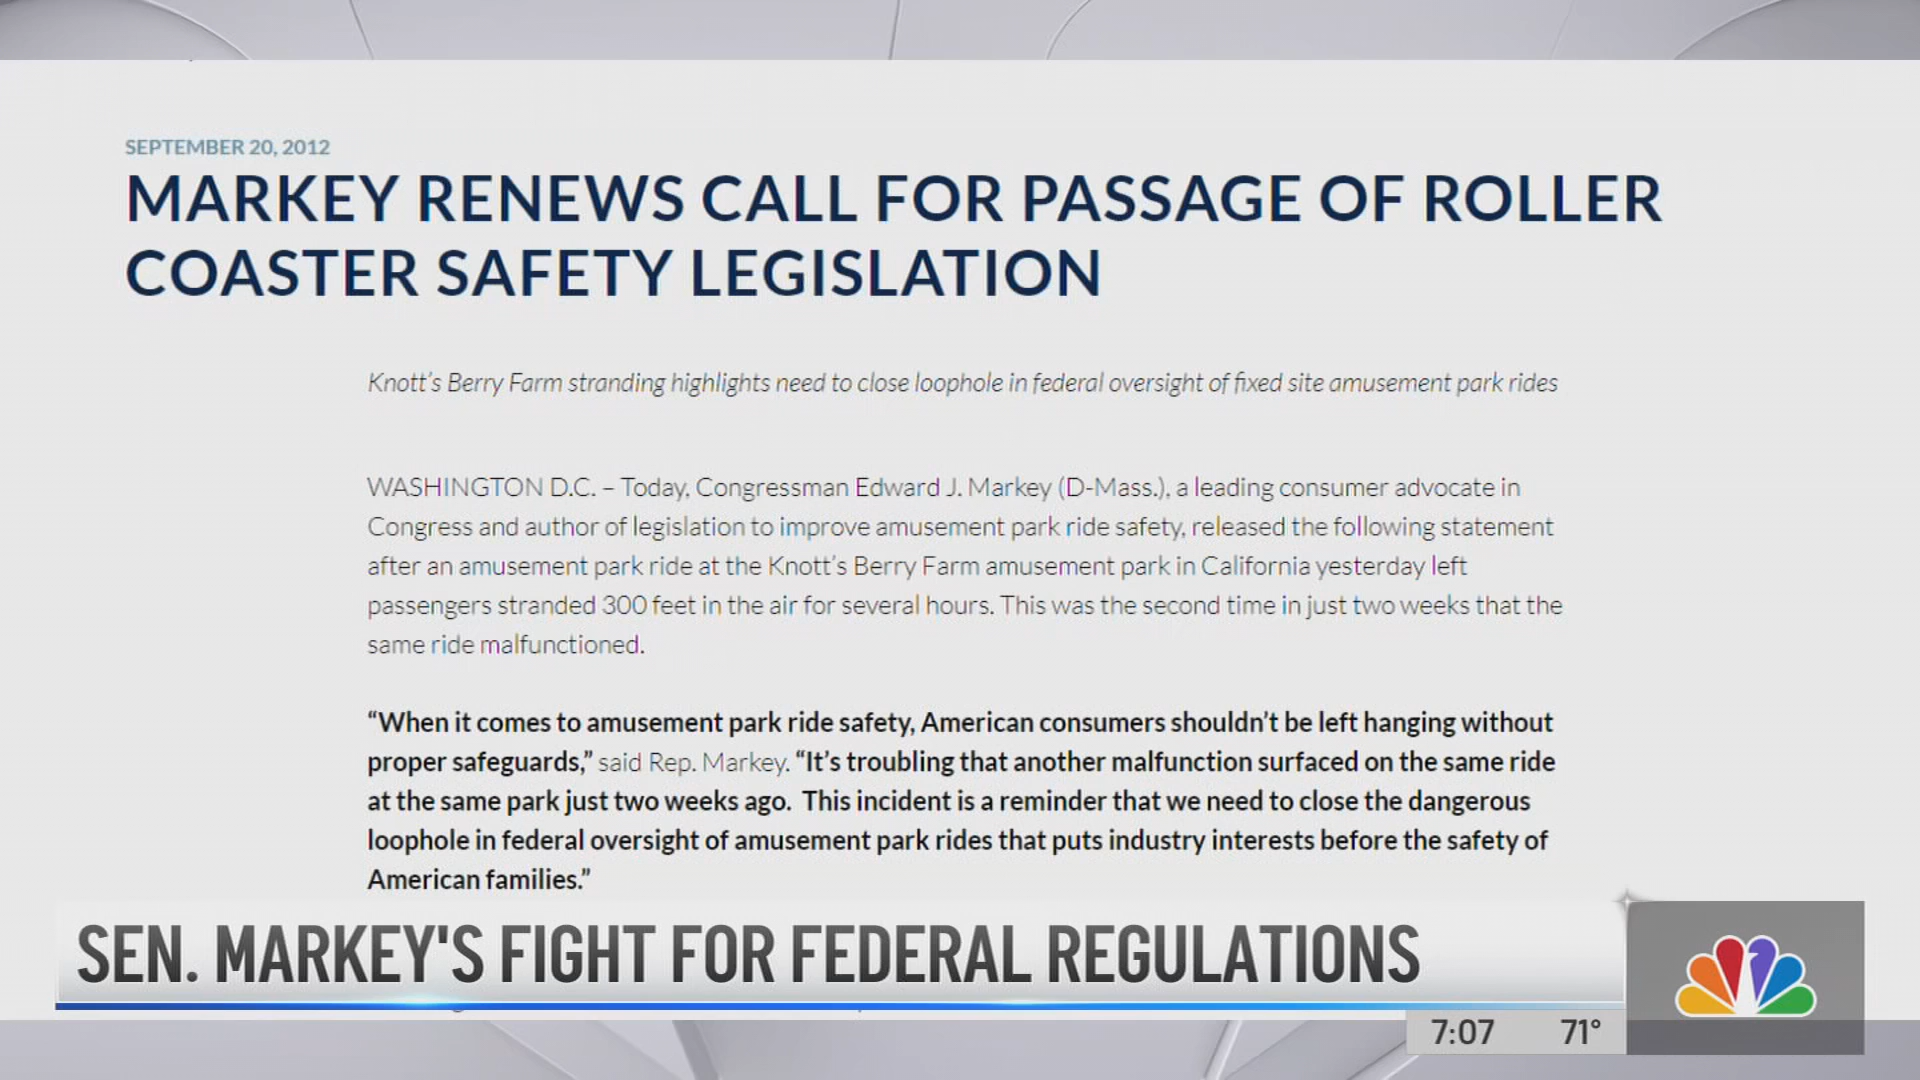 SEPTEMBER 20, 2012
MARKEY RENEWS CALL FOR PASSAGE OF ROLLER
COASTER SAFETY LEGISLATION
Knott's Berry Farm stranding highlights need to close loophole in federal oversight of fixed site amusement park rides
WASHINGTON D.C. – Today, Congressman Edward J. Markey (D-Mass.), a leading consumer advocate in
Congress and author of legislation to improve amusement park ride safety, released the following statement
after an amusement park ride at the Knott's Berry Farm amusement park in California yesterday left
passengers stranded 300 feet in the air for several hours. This was the second time in just two weeks that the
same ride malfunctioned.
“When it comes to amusement park ride safety, American consumers shouldn't be left hanging without
proper safeguards,” said Rep. Markey. “It's troubling that another malfunction surfaced on the same ride
at the same park just two weeks ago.  This incident is a reminder that we need to close the dangerous
loophole in federal oversight of amusement park rides that puts industry interests before the safety of
American families.”
SEN. MARKEY'S FIGHT FOR FEDERAL REGULATIONS
7:07 71°